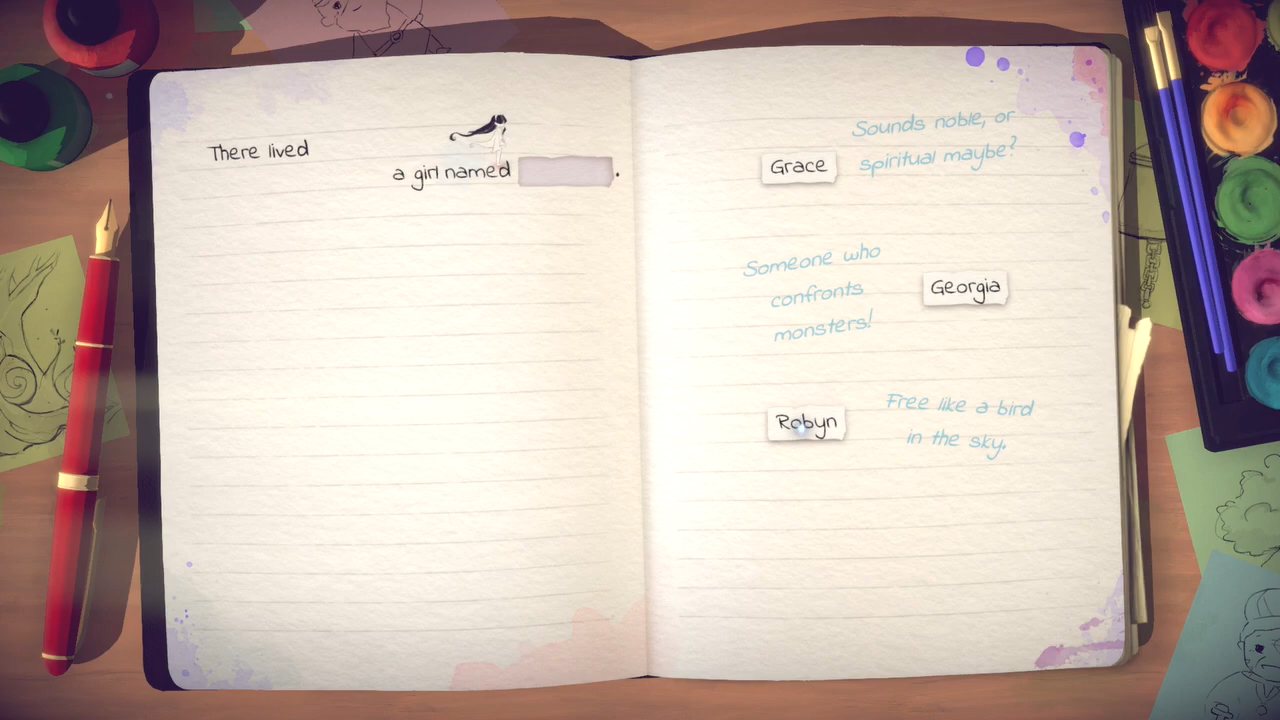 There lived
a girl named .
Sounds noble, or
Grace spiritual maybe?
Someone who
confronts
Georgia
monsters!
Free like a bird
Robyn
in the sky.